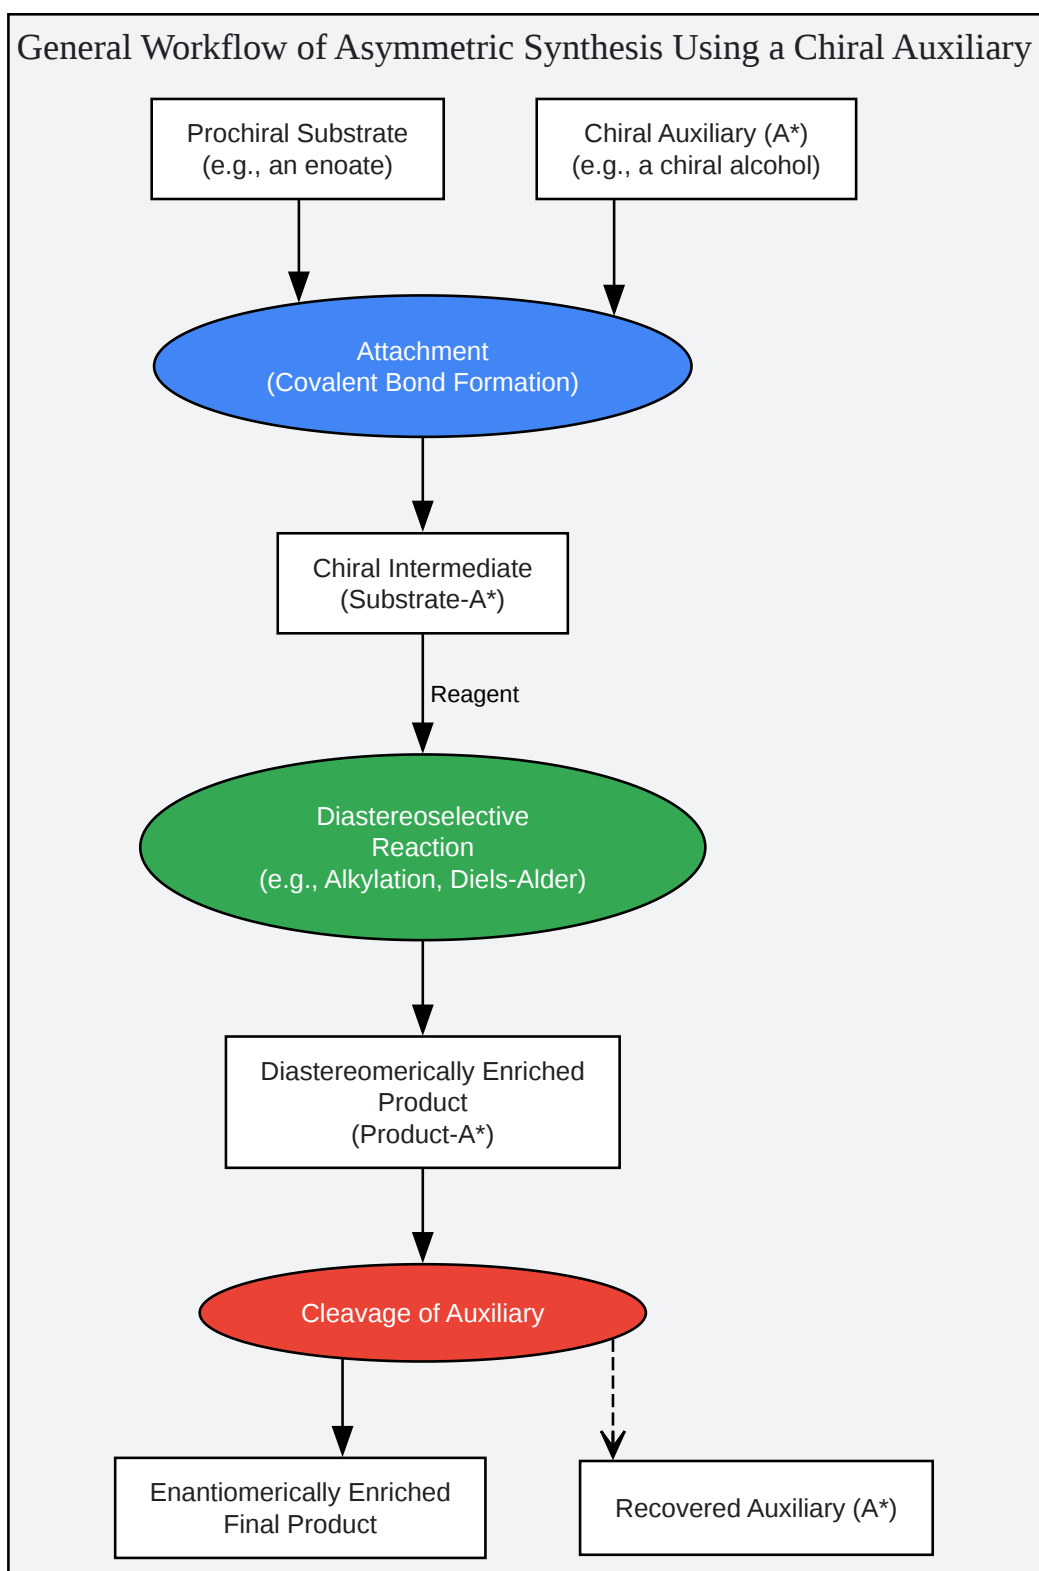 General Workflow of Asymmetric Synthesis Using a Chiral Auxiliary
Prochiral Substrate
(e.g., an enoate)
Chiral Auxiliary (A*)
(e.g., a chiral alcohol)
Attachment
(Covalent Bond Formation)
Chiral Intermediate
(Substrate-A*)
Reagent
Diastereoselective
Reaction
(e.g., Alkylation, Diels-Alder)
Diastereomerically Enriched
Product
(Product-A*)
Cleavage of Auxiliary
Enantiomerically Enriched
Final Product
Recovered Auxiliary (A*)